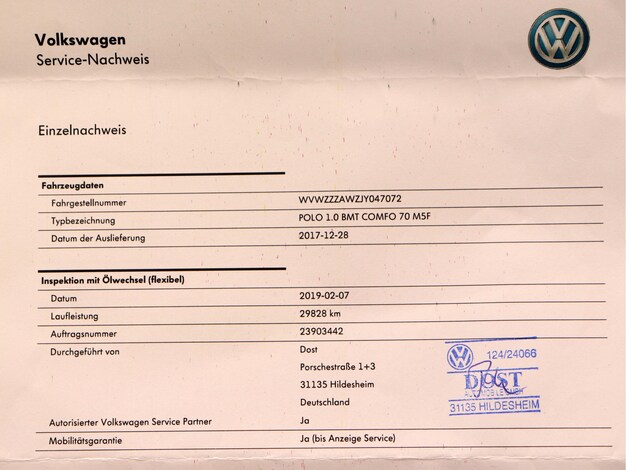 Volkswagen
Service-Nachweis
Einzelnachweis
Fahrzeugdaten
Fahrgestellnummer WVWZZZAWZJY047072
Typbezeichnung POLO 1.0 BMT COMFO 70 M5F
Datum der Auslieferung 2017-12-28
Inspektion mit Ölwechsel (flexibel)
Datum 2019-02-07
Laufleistung 29828 km
Auftragsnummer 23903442
Durchgeführt von Dost
Porschestraße 1+3
31135 Hildesheim
Deutschland
124/24066
DOST
31135 HILDESHEIM
Autorisierter Volkswagen Service Partner Ja
Mobilitätsgarantie Ja (bis Anzeige Service)